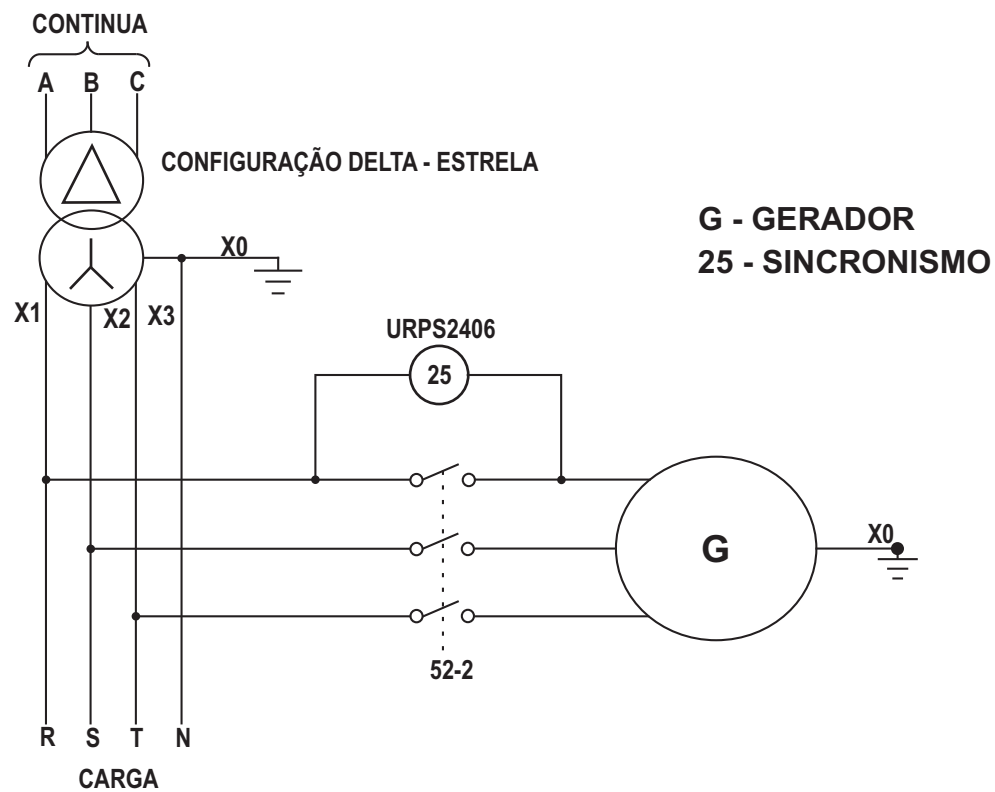 CONTINUA
A B C
CONFIGURAÇÃO DELTA - ESTRELA
G - GERADOR
25 - SINCRONISMO
X0
X1 X2 X3
URPS2406
25
G
X0
52-2
R S T N
CARGA